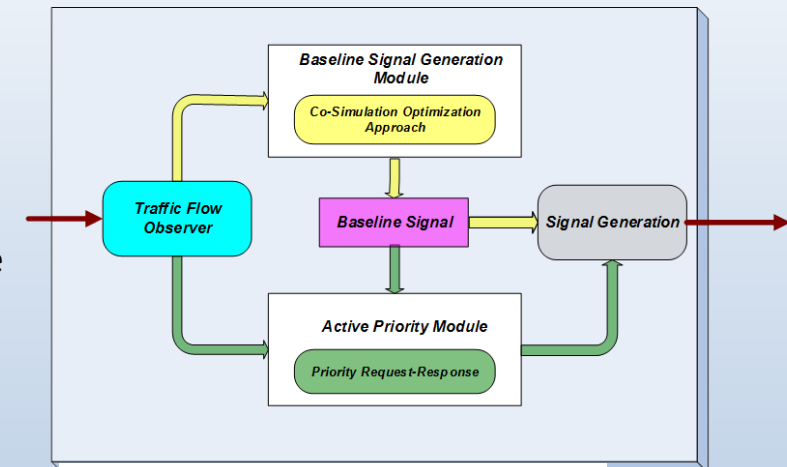 Baseline Signal Generation
Module
Co-Simulation Optimization
Approach
Traffic Flow
Observer
Baseline Signal
Signal Generation
e
Active Priority Module
Priority Request-Response